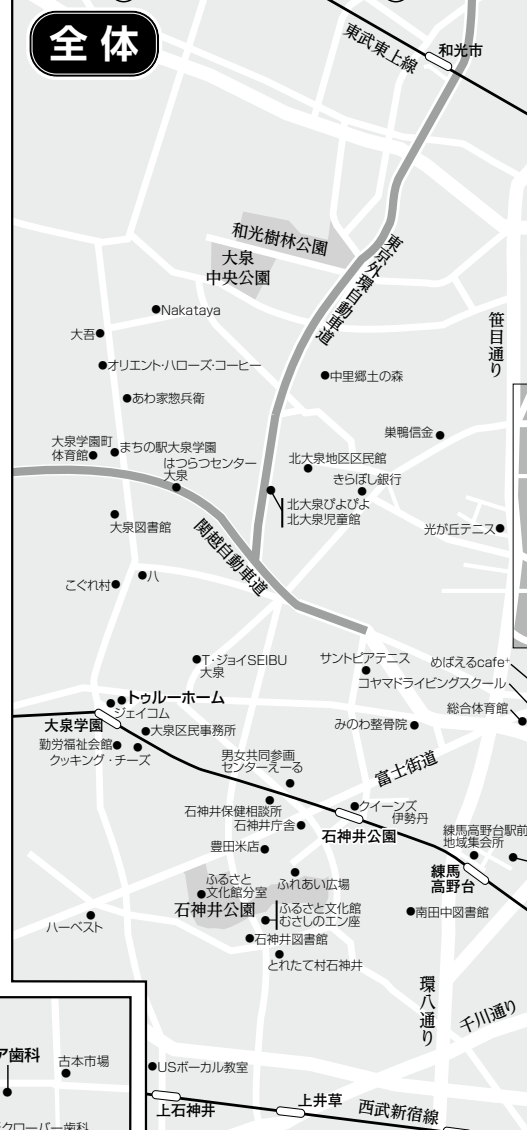 全体
東武東上線
和光市
和光樹林公園
大泉
中央公園
東京外環自動車道
笹目通り
Nakataya
大吾
オリエント・ハローズ・コーヒー
中里郷土の森
あわ家惣兵衛
巣鴨信金
大泉学園町
体育館
まちの駅大泉学園
はつらつセンター
大泉
北大泉地区区民館
きらぼし銀行
北大泉ぴよぴよ
北大泉児童館
大泉図書館
関越自動車道
光が丘テニス
こぐれ村
八
T・ジョイSEIBU
大泉
サントピアテニス
めばえるcafe⁺
コヤマドライビングスクール
トゥルーホーム
ジェイコム
総合体育館
大泉学園
大泉区民事務所
みのわ整骨院
勤労福祉会館
クッキング・チーズ
男女共同参画
センターえーる
富士街道
石神井保健相談所
クイーンズ
伊勢丹
石神井庁舎
石神井公園
練馬高野台駅前
地域集会所
豊田米店
練馬
高野台
ふるさと
文化館分室
ふれあい広場
石神井公園
ふるさと文化館
むさしのエン座
南田中図書館
ハーベスト
石神井図書館
とれたて村石神井
環八通り
千川通り
ア歯科
古本市場
USボーカル教室
上石神井
上井草
西武新宿線
クローバー歯科